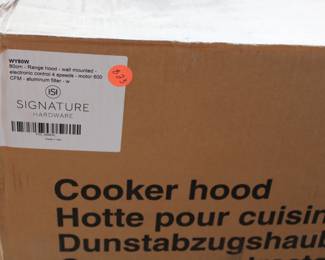 WY80W
80cm - Range hood - wall mounted -
electronic control 4 speeds - motor 600
CFM - aluminum filter - w
ISI
SIGNATURE
HARDWARE
Cooker hood
Hotte pour cuisin
Dunstabzugshaub